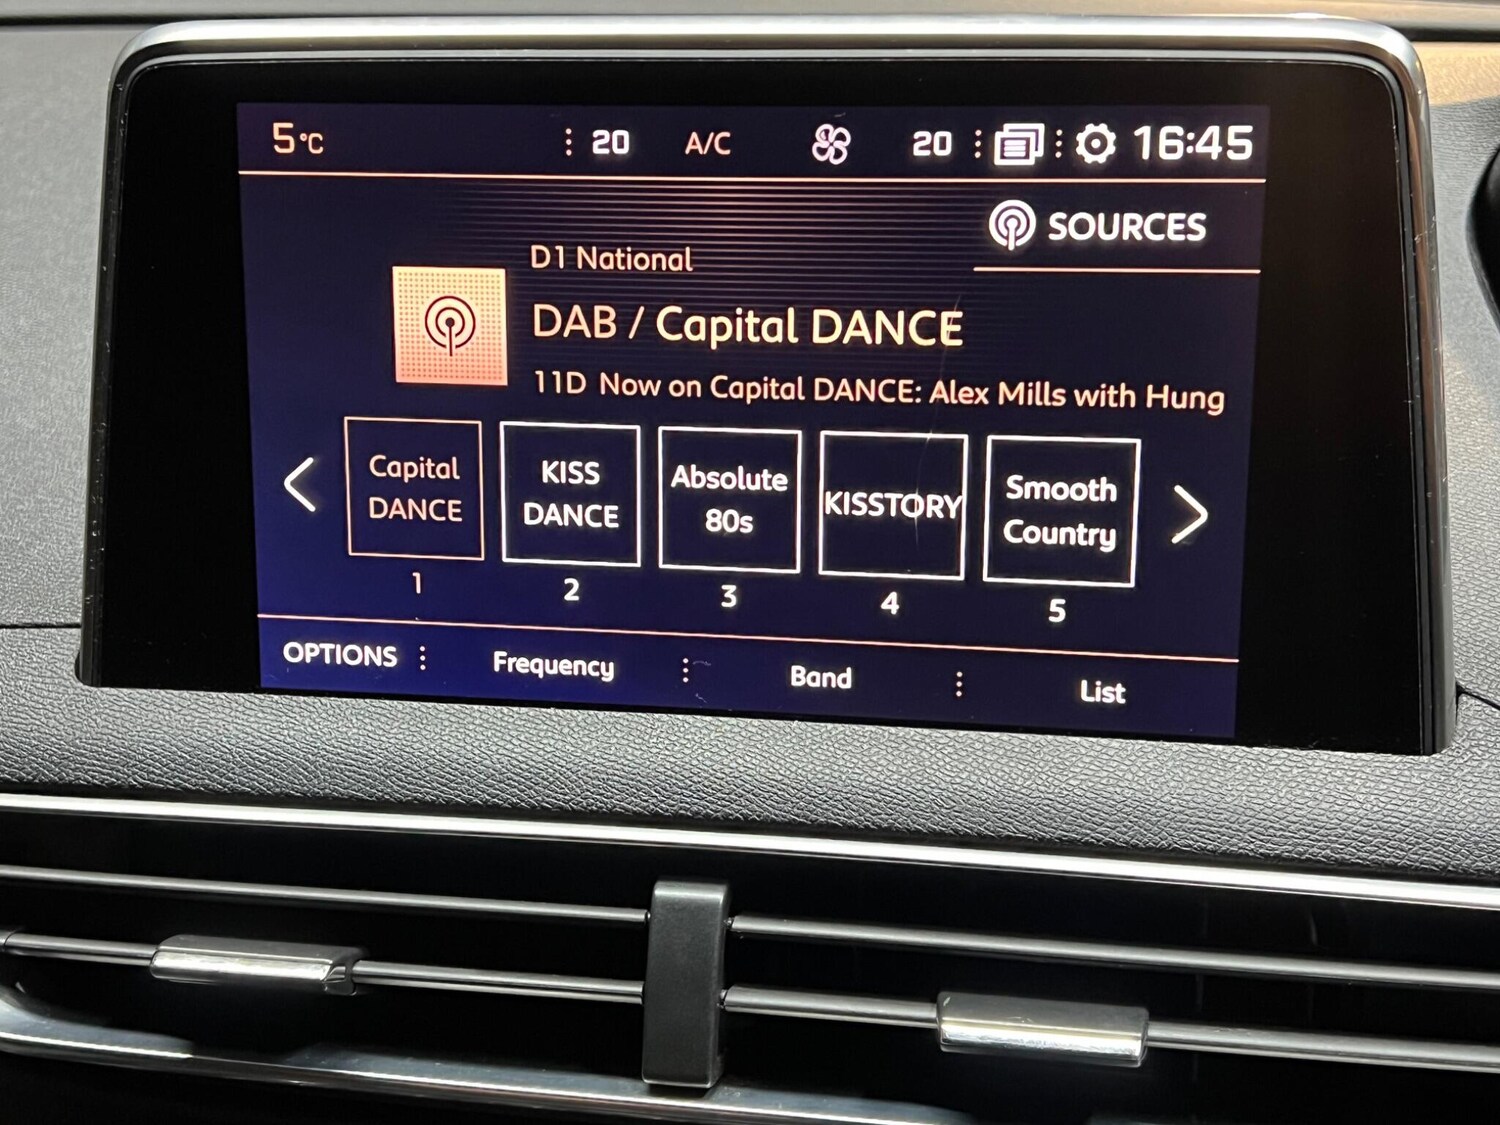 5°C 20 A/C 20 16:45
SOURCES
D1 National
DAB / Capital DANCE
11D Now on Capital DANCE: Alex Mills with Hung
Capital
DANCE
1
KISS
DANCE
2
Absolute
80s
3
KISSTORY
4
Smooth
Country
5
OPTIONS Frequency Band List